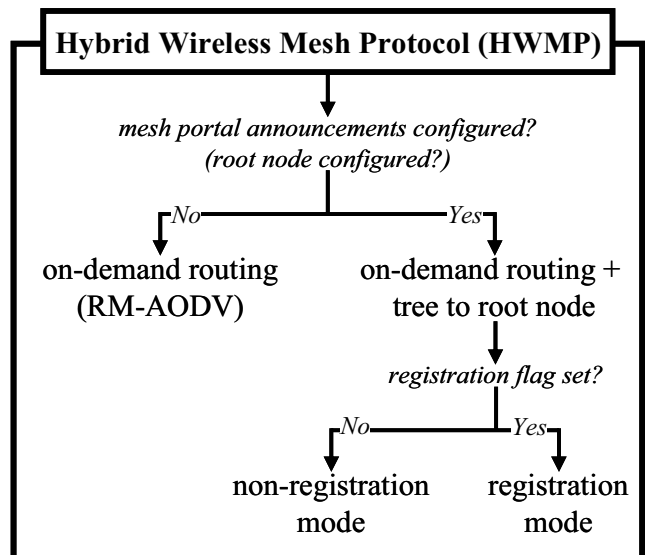 Hybrid Wireless Mesh Protocol (HWMP)
mesh portal announcements configured?
(root node configured?)
No
Yes
on-demand routing
(RM-AODV)
on-demand routing +
tree to root node
registration flag set?
No
Yes
non-registration
mode
registration
mode